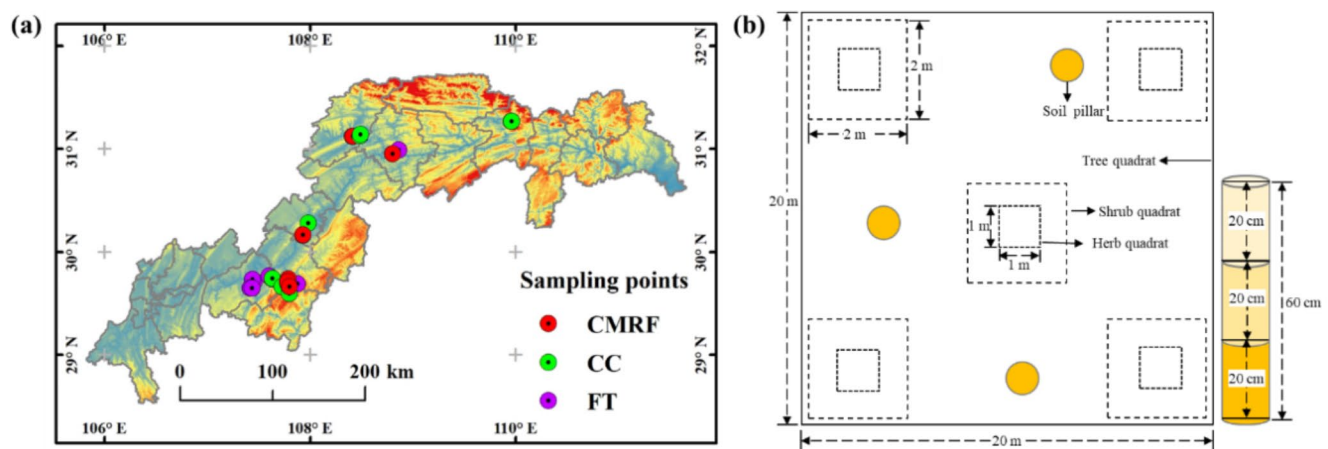 (a)
106° E
108° E
110° E
32° N
32° N
31° N
31° N
30° N
30° N
29° N
29° N
Sampling points
CMRF
CC
FT
0
100
200 km
106° E
108° E
110° E
(b)
2 m
2 m
Soil pillar
Tree quadrat
20 m
Shrub quadrat
1 m
Herb quadrat
1 m
20 cm
20 cm
60 cm
20 cm
20 m